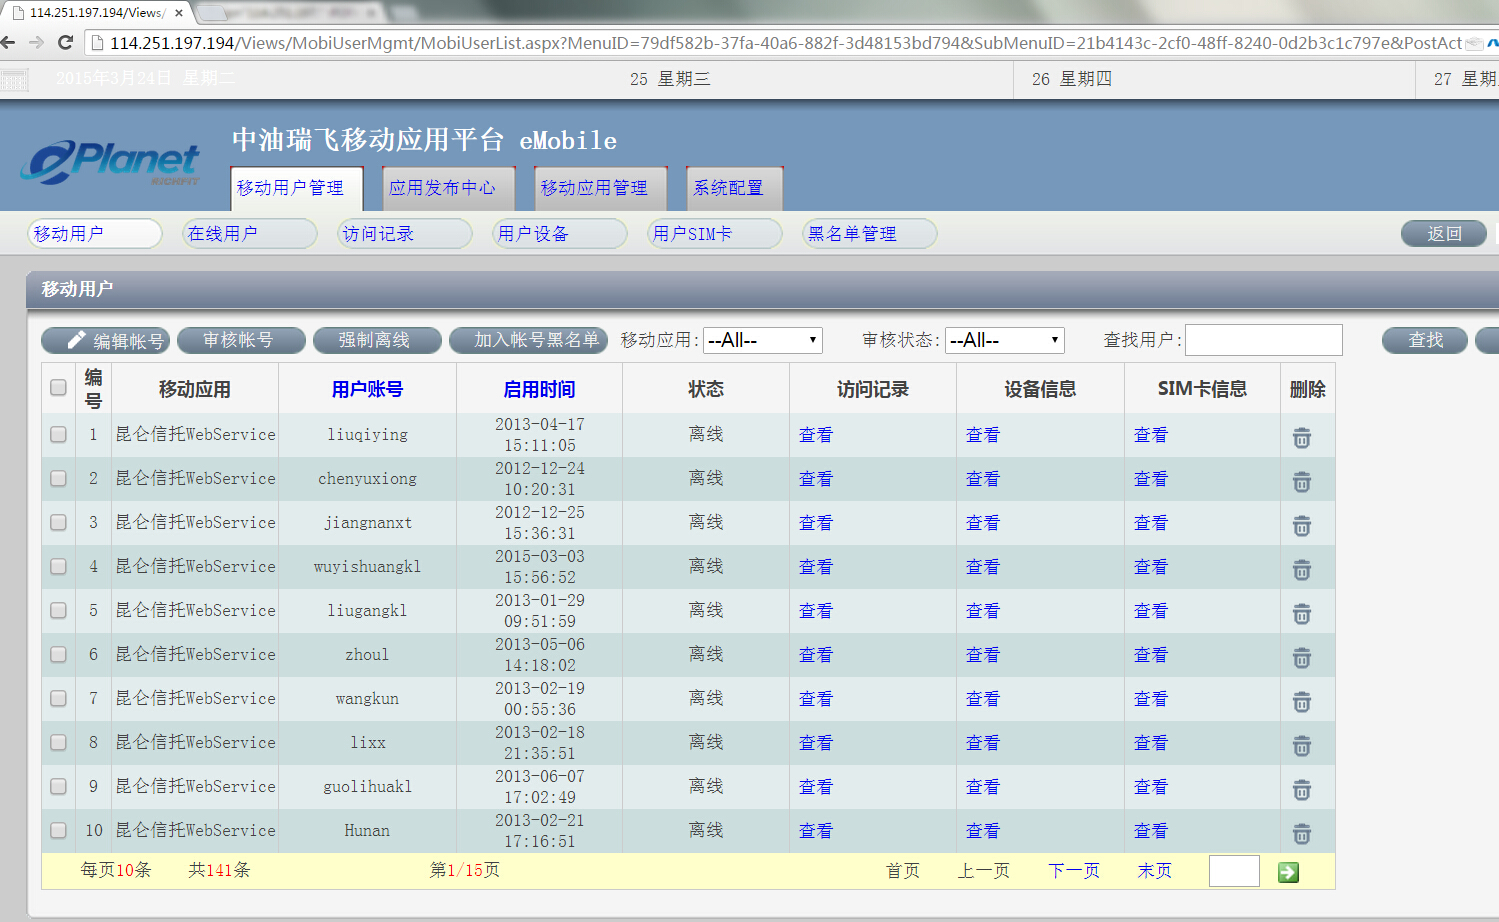 114.251.197.194/Views/
114.251.197.194/Views/MobiUserMgmt/MobiUserList.aspx?MenuID=79df582b-37fa-40a6-882f-3d48153bd794&SubMenuID=21b4143c-2cf0-48ff-8240-0d2b3c1c797e&PostAct
2015年3月24日 星期二 25 星期三 26 星期四 27 星期
ePlanet
中油瑞飞移动应用平台 eMobile
移动用户管理 应用发布中心 移动应用管理 系统配置
移动用户 在线用户 访问记录 用户设备 用户SIM卡 黑名单管理 返回
移动用户
编辑帐号 审核帐号 强制离线 加入帐号黑名单 移动应用: --All-- 审核状态: --All-- 查找用户: 查找
编号 移动应用 用户账号 启用时间 状态 访问记录 设备信息 SIM卡信息 删除
1 昆仑信托WebService liuqiying 2013-04-17 15:11:05 离线 查看 查看 查看
2 昆仑信托WebService chenyuxiong 2012-12-24 10:20:31 离线 查看 查看 查看
3 昆仑信托WebService jiangnanxt 2012-12-25 15:36:31 离线 查看 查看 查看
4 昆仑信托WebService wuyishuangkl 2015-03-03 15:56:52 离线 查看 查看 查看
5 昆仑信托WebService liugangkl 2013-01-29 09:51:59 离线 查看 查看 查看
6 昆仑信托WebService zhoul 2013-05-06 14:18:02 离线 查看 查看 查看
7 昆仑信托WebService wangkun 2013-02-19 00:55:36 离线 查看 查看 查看
8 昆仑信托WebService lixx 2013-02-18 21:35:51 离线 查看 查看 查看
9 昆仑信托WebService guolihuakl 2013-06-07 17:02:49 离线 查看 查看 查看
10 昆仑信托WebService Hunan 2013-02-21 17:16:51 离线 查看 查看 查看
每页10条 共141条 第1/15页 首页 上一页 下一页 末页